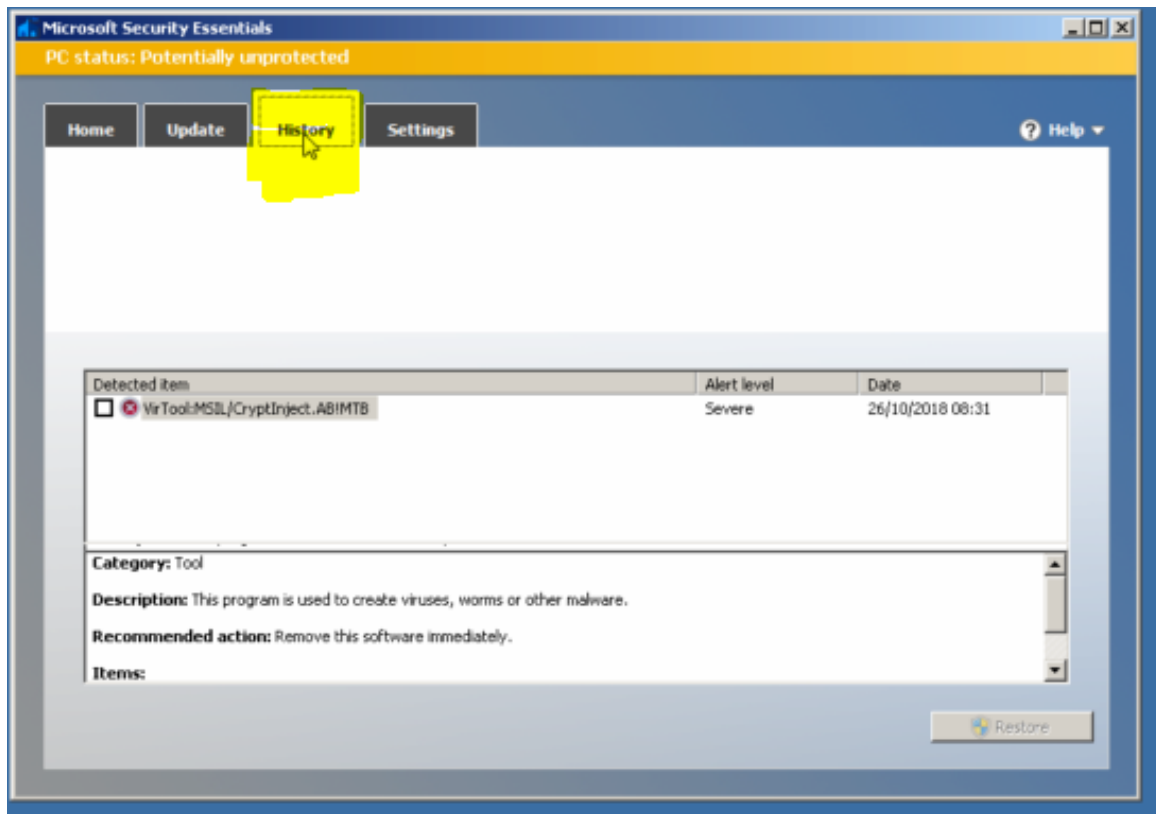 Microsoft Security Essentials
PC status: Potentially unprotected
Home Update History Settings Help
Detected item Alert level Date
VirTool:MSIL/CryptInject.AB!MTB Severe 26/10/2018 08:31
Category: Tool
Description: This program is used to create viruses, worms or other malware.
Recommended action: Remove this software immediately.
Items:
Restore